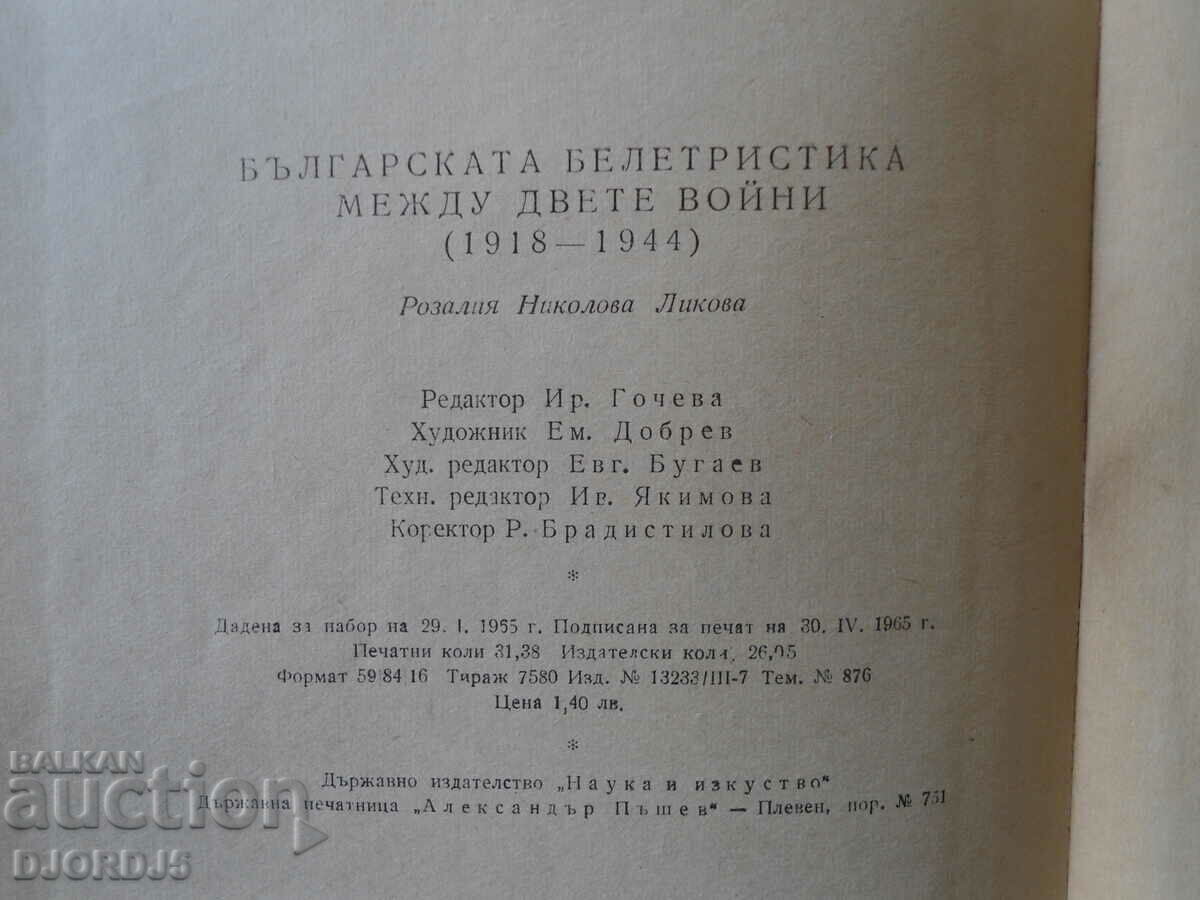 БЪЛГАРСКАТА БЕЛЕТРИСТИКА
МЕЖДУ ДВЕТЕ ВОЙНИ
(1918—1944)
Розалия Николова Ликова
Редактор Ир. Гочева
Художник Ем. Добрев
Худ. редактор Евг. Бугаев
Техн. редактор Ив. Якимова
Коректор Р. Брадистилова
*
Дадена за набор на 29. I. 1965 г. Подписана за печат на 30. IV. 1965 г.
Печатни коли 31,38 Издателски коли 26,05
Формат 59 84 16 Тираж 7580 Изд. № 13233/III-7 Тем. № 876
Цена 1,40 лв.
*
Държавно издателство „Наука и изкуство“
Държавна печатница „Александър Пъшев“ — Плевен, пор. № 751
BALKAN
auction
DJORDJ5